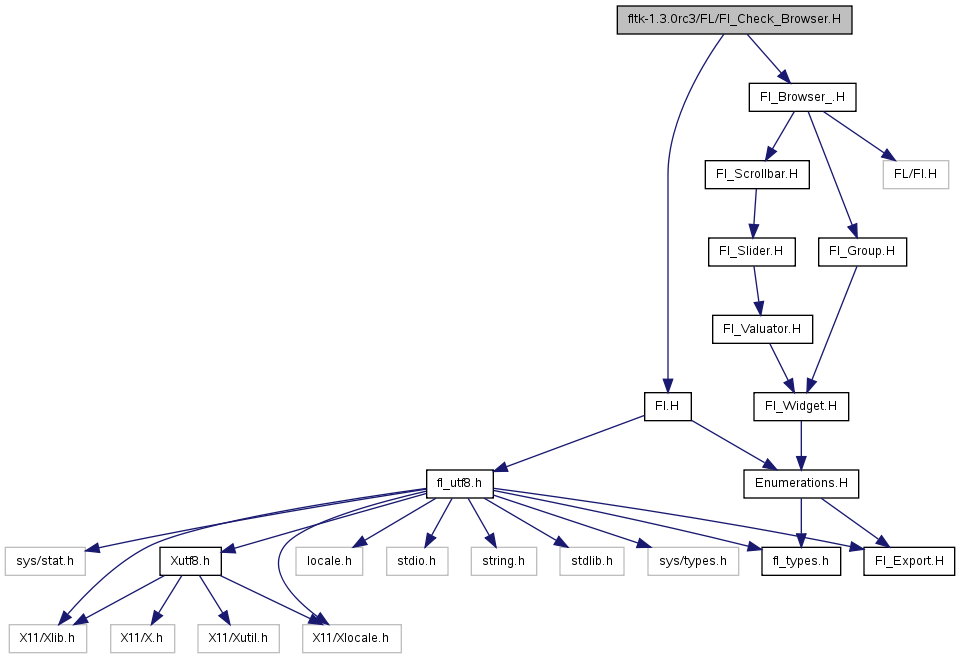 fltk-1.3.0rc3/FL/Fl_Check_Browser.H
Fl_Browser_.H
Fl_Scrollbar.H
FL/Fl.H
Fl_Slider.H
Fl_Group.H
Fl_Valuator.H
Fl.H
Fl_Widget.H
fl_utf8.h
Enumerations.H
sys/stat.h
Xutf8.h
locale.h
stdio.h
string.h
stdlib.h
sys/types.h
fl_types.h
Fl_Export.H
X11/Xlib.h
X11/X.h
X11/Xutil.h
X11/Xlocale.h